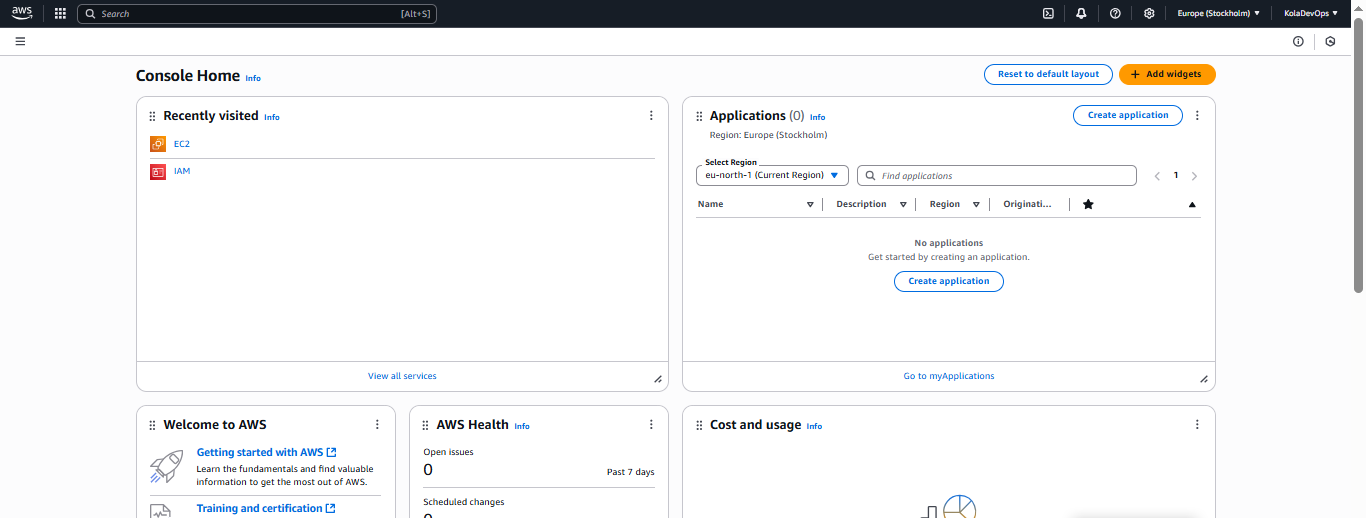 aws
Search [Alt+S]
Europe (Stockholm)
KolaDevOps
Console Home Info
Reset to default layout
Add widgets
Recently visited Info
EC2
IAM
View all services
Applications (0) Info
Region: Europe (Stockholm)
Create application
Select Region
eu-north-1 (Current Region)
Find applications
1
Name Description Region Originati...
No applications
Get started by creating an application.
Create application
Go to myApplications
Welcome to AWS
Getting started with AWS
Learn the fundamentals and find valuable
information to get the most out of AWS.
Training and certification
AWS Health Info
Open issues
0 Past 7 days
Scheduled changes
Cost and usage Info